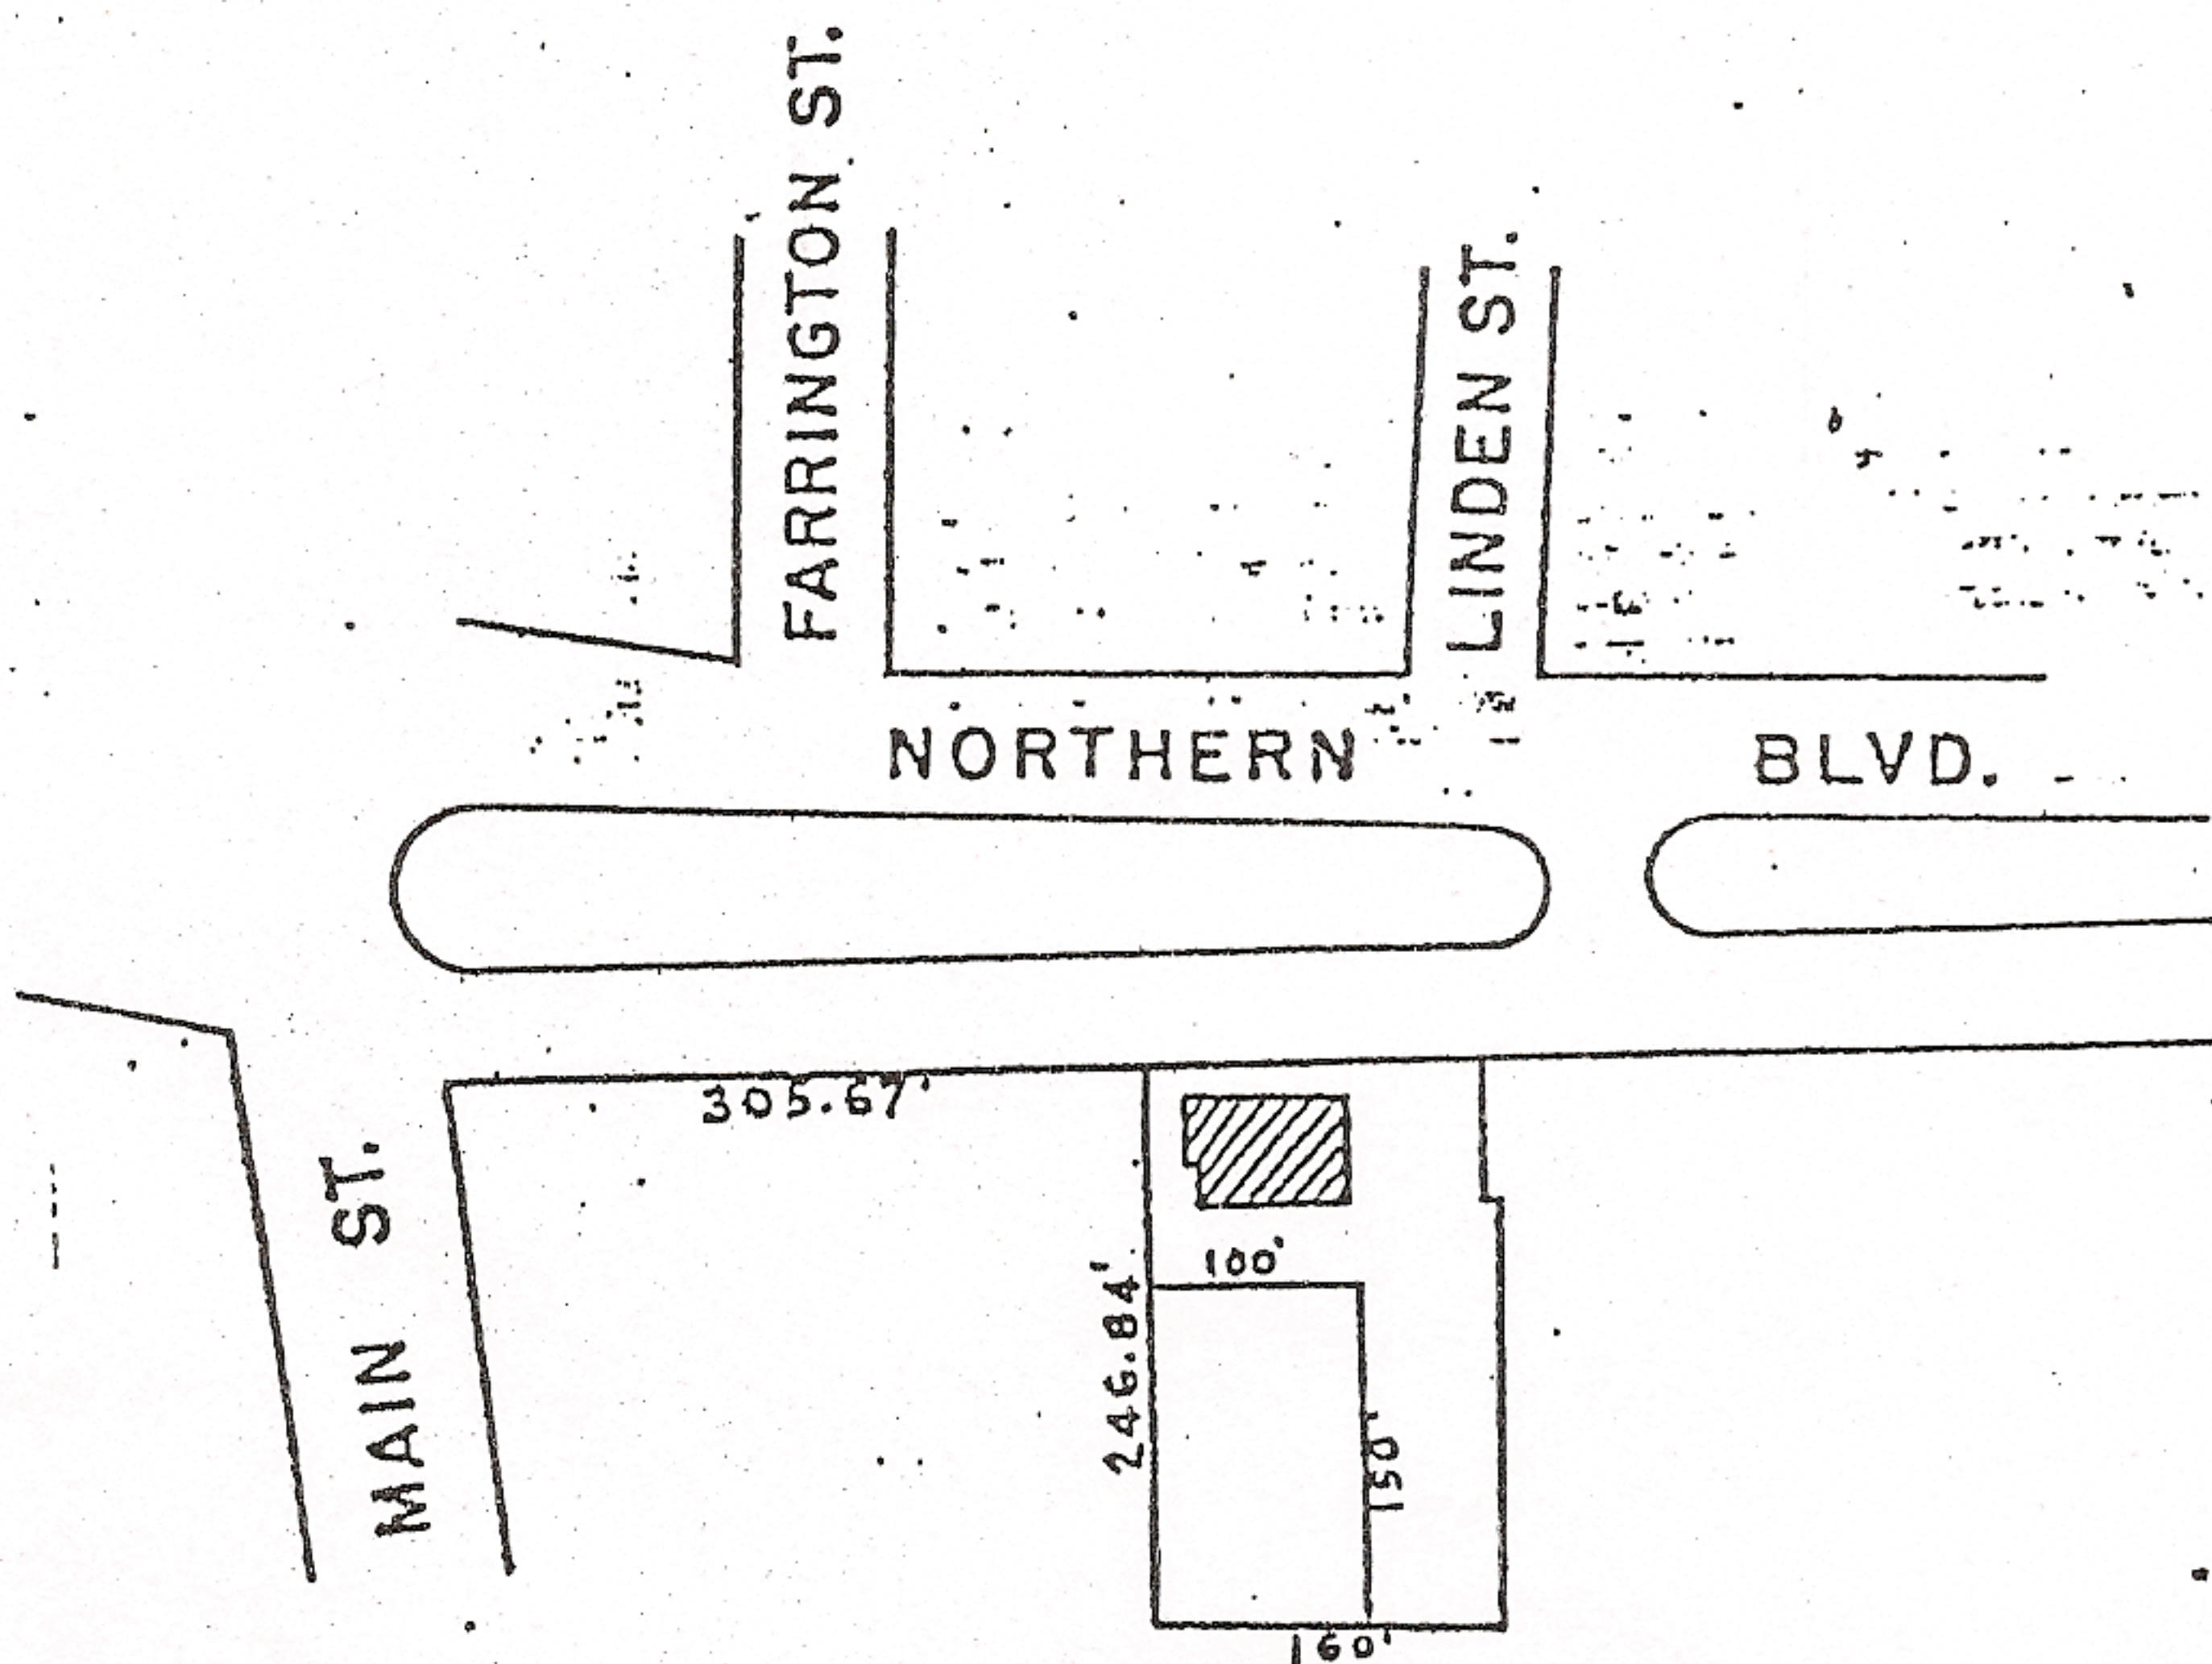 FARRINGTON ST.
LINDEN ST.
NORTHERN BLVD.
305.67'
MAIN ST.
100'
246.84'
150'
160'